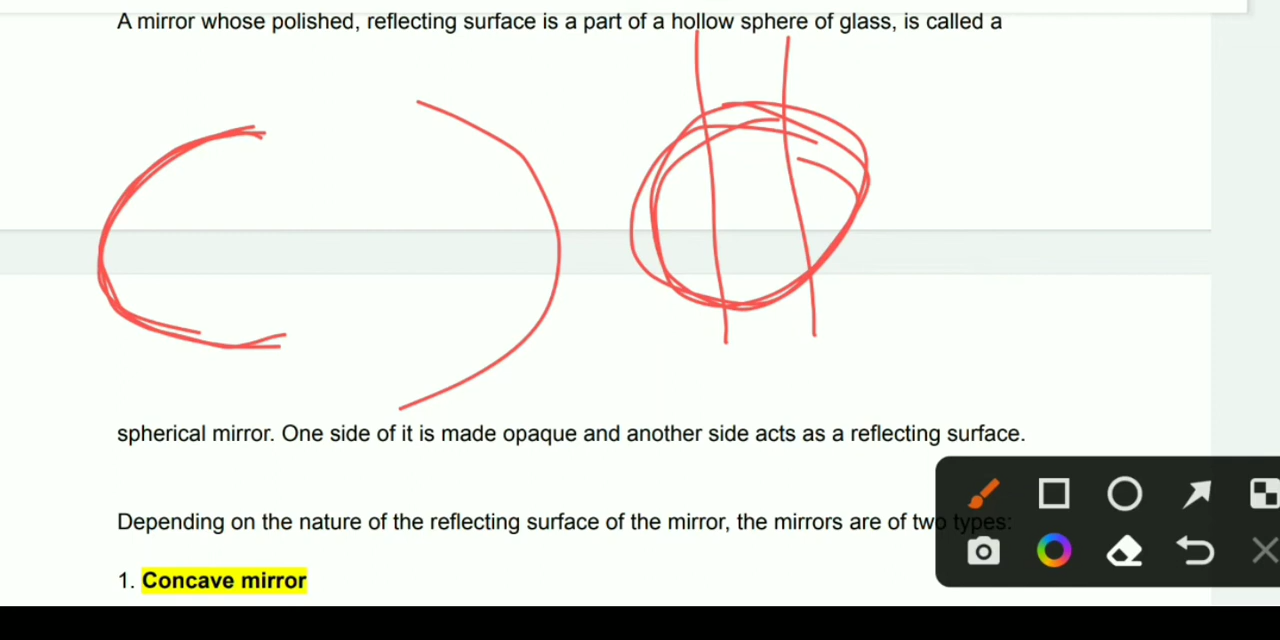 A mirror whose polished, reflecting surface is a part of a hollow sphere of glass, is called a
spherical mirror. One side of it is made opaque and another side acts as a reflecting surface.
Depending on the nature of the reflecting surface of the mirror, the mirrors are of two types:
1. Concave mirror